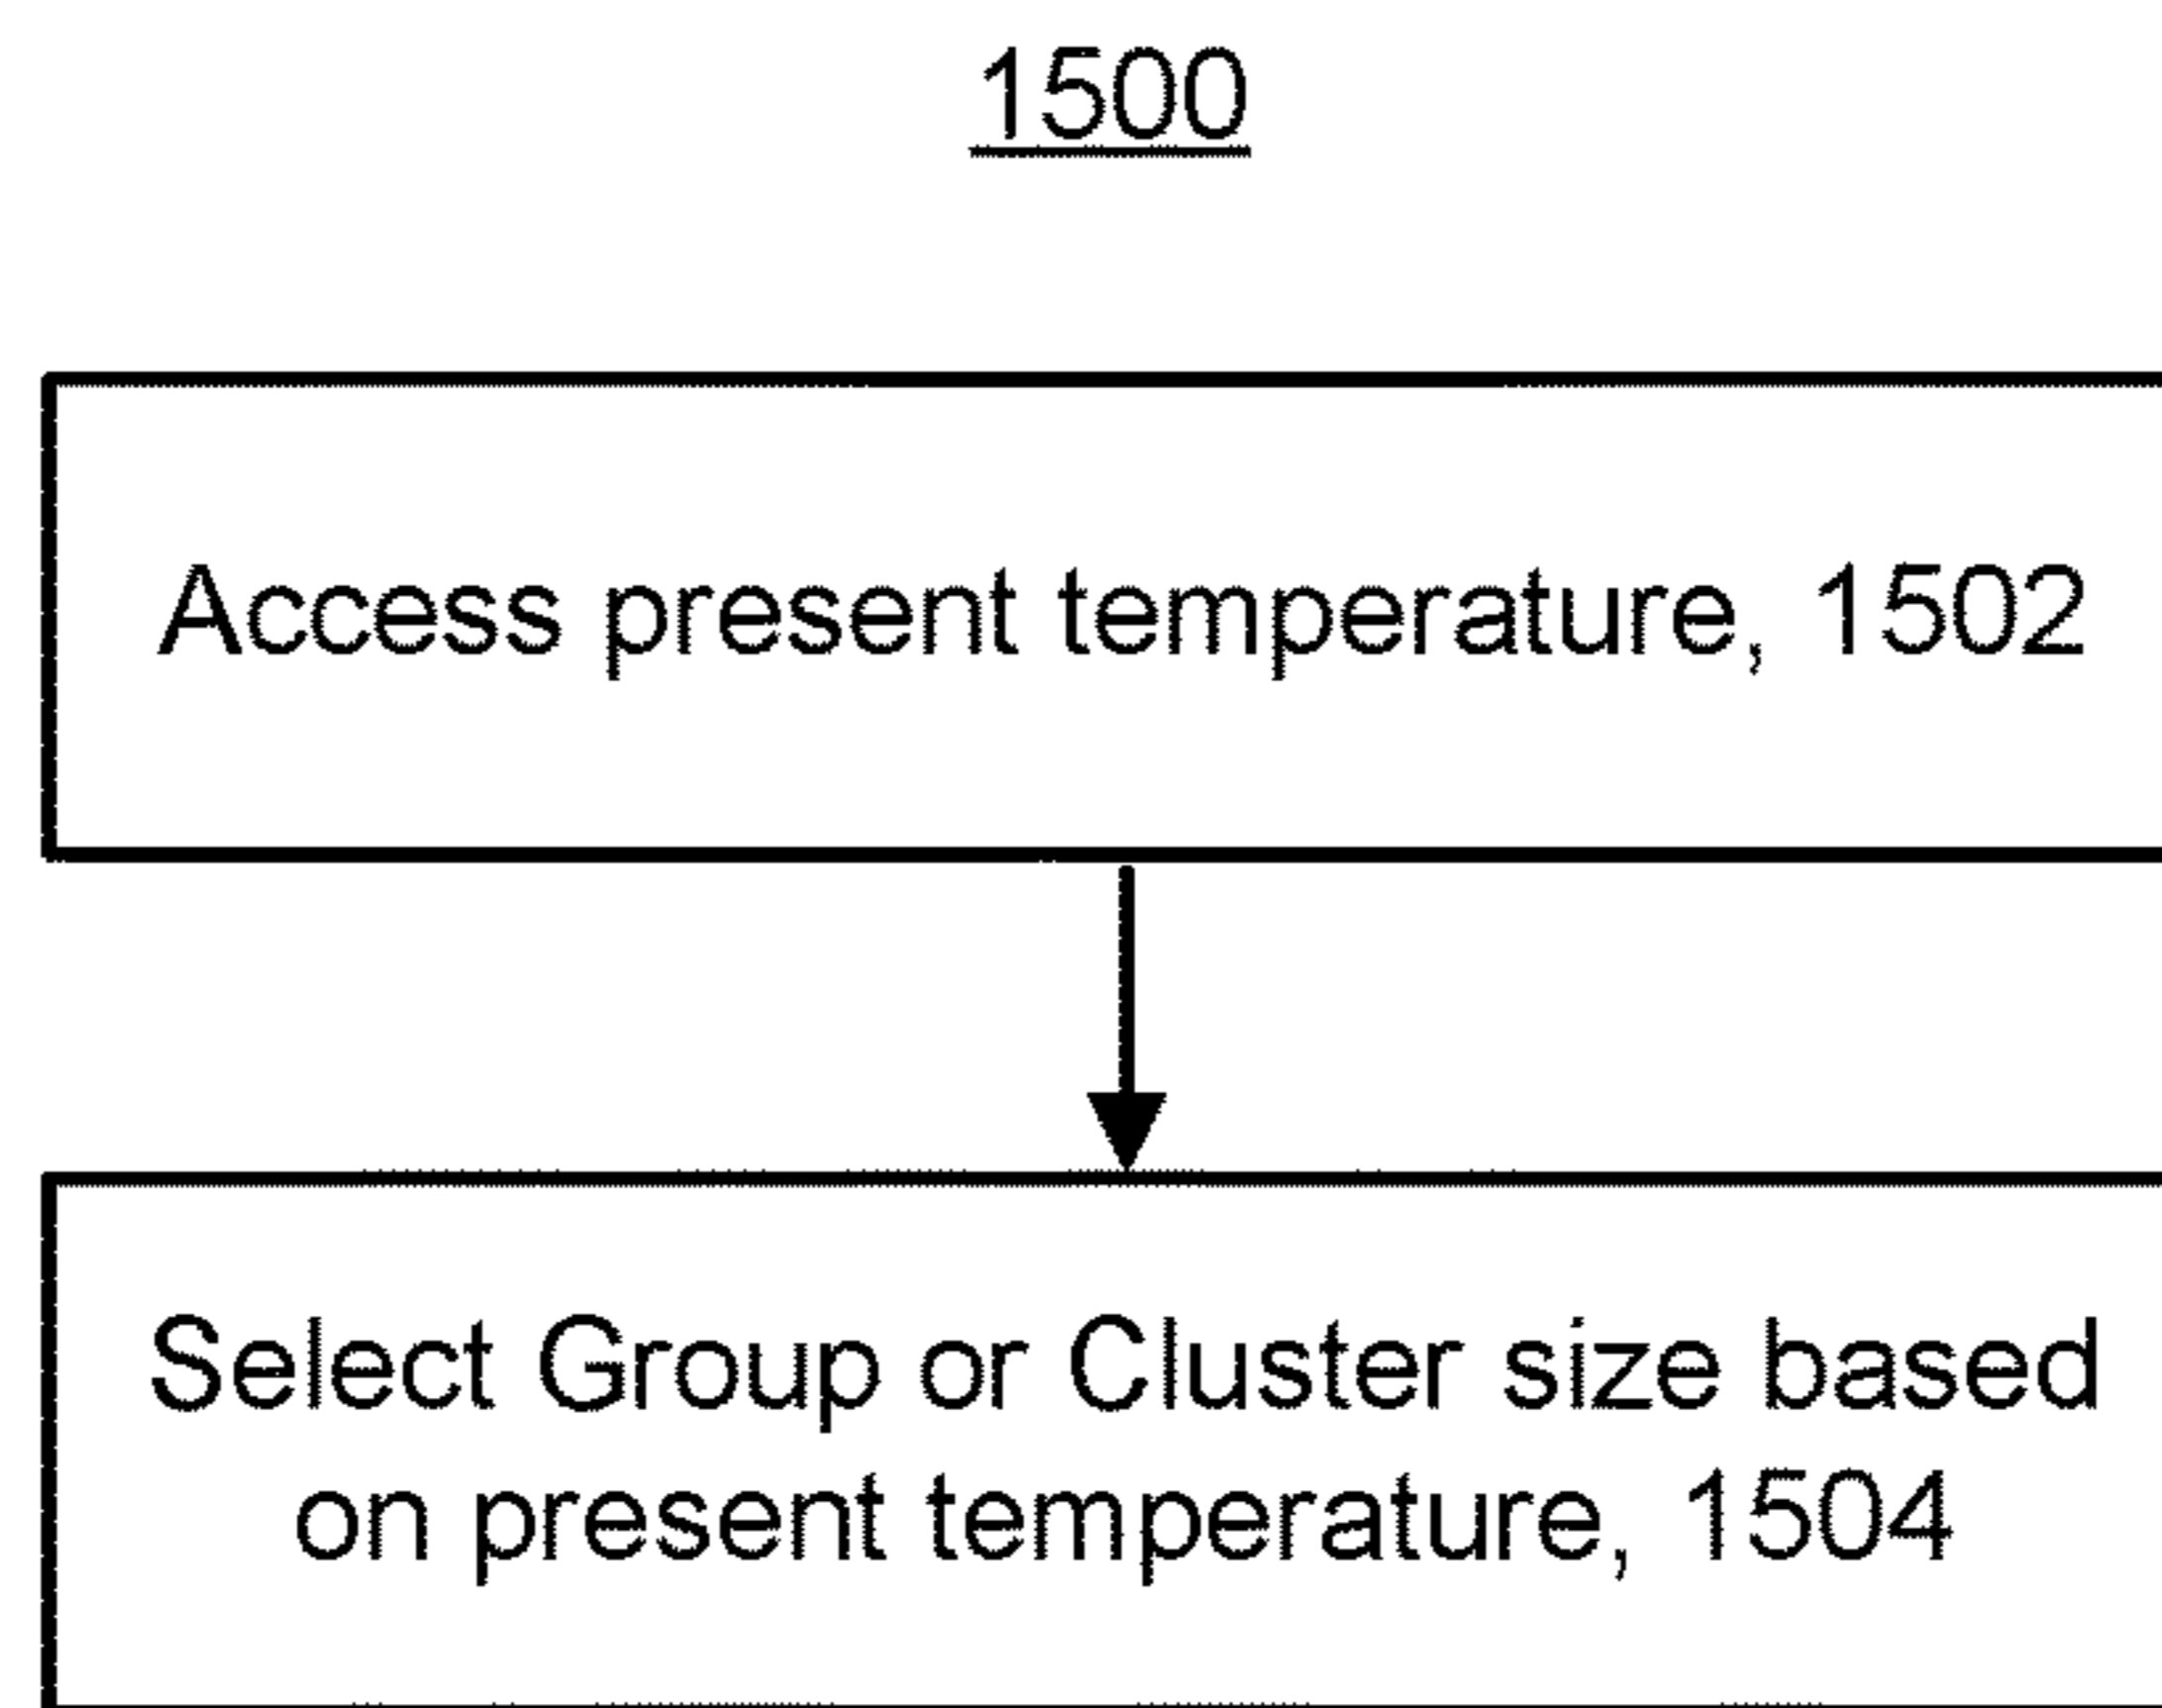 1500
Access present temperature, 1502
Select Group or Cluster size based
on present temperature, 1504